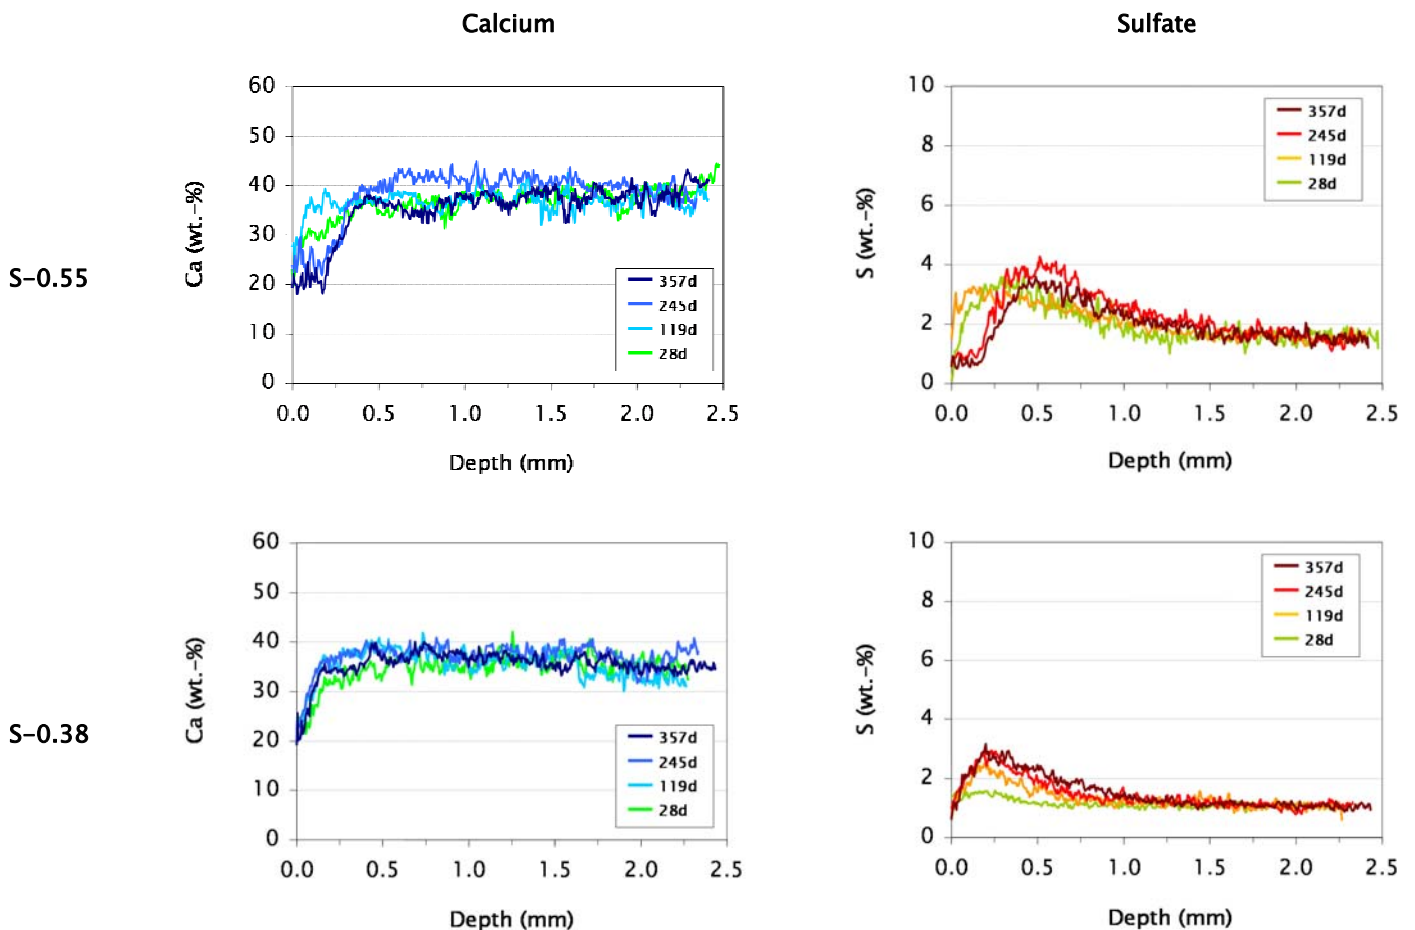 Calcium
Sulfate
S-0.55
Ca (wt.-%)
60
50
40
30
20
10
0
357d
245d
119d
28d
0.0 0.5 1.0 1.5 2.0 2.5
Depth (mm)
S (wt.-%)
10
8
6
4
2
0
357d
245d
119d
28d
0.0 0.5 1.0 1.5 2.0 2.5
Depth (mm)
S-0.38
Ca (wt.-%)
60
50
40
30
20
10
0
357d
245d
119d
28d
0.0 0.5 1.0 1.5 2.0 2.5
Depth (mm)
S (wt.-%)
10
8
6
4
2
0
357d
245d
119d
28d
0.0 0.5 1.0 1.5 2.0 2.5
Depth (mm)